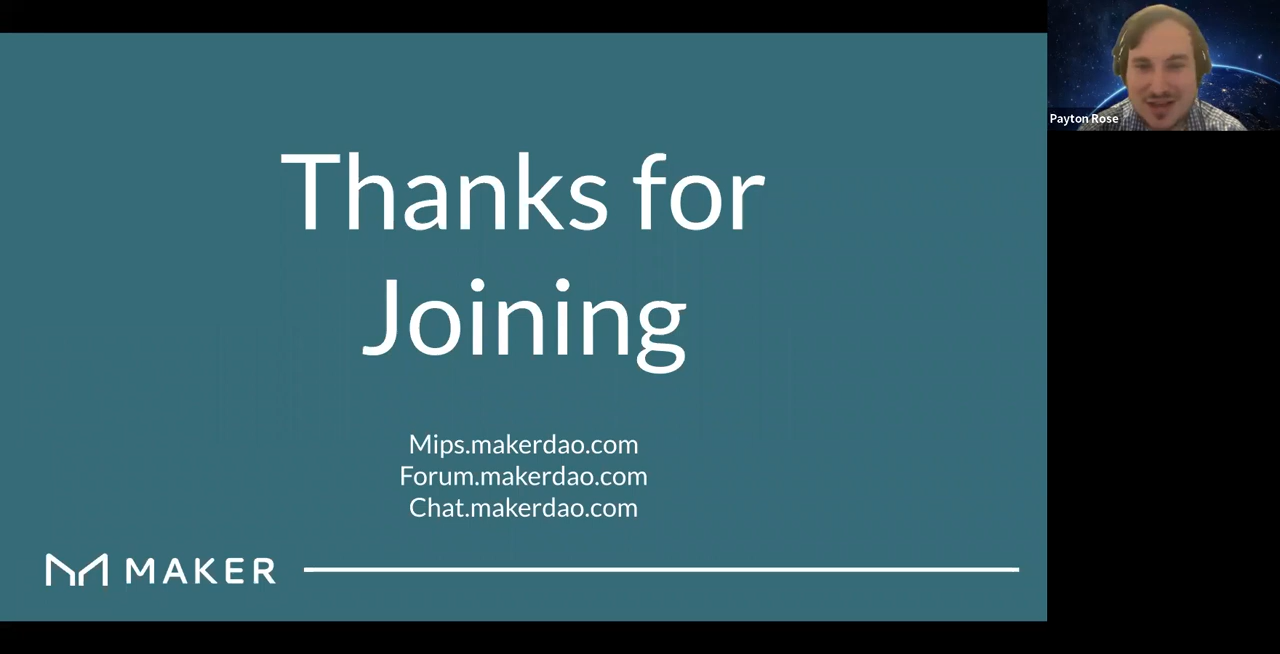 Thanks for
Joining
Mips.makerdao.com
Forum.makerdao.com
Chat.makerdao.com
MAKER
Payton Rose